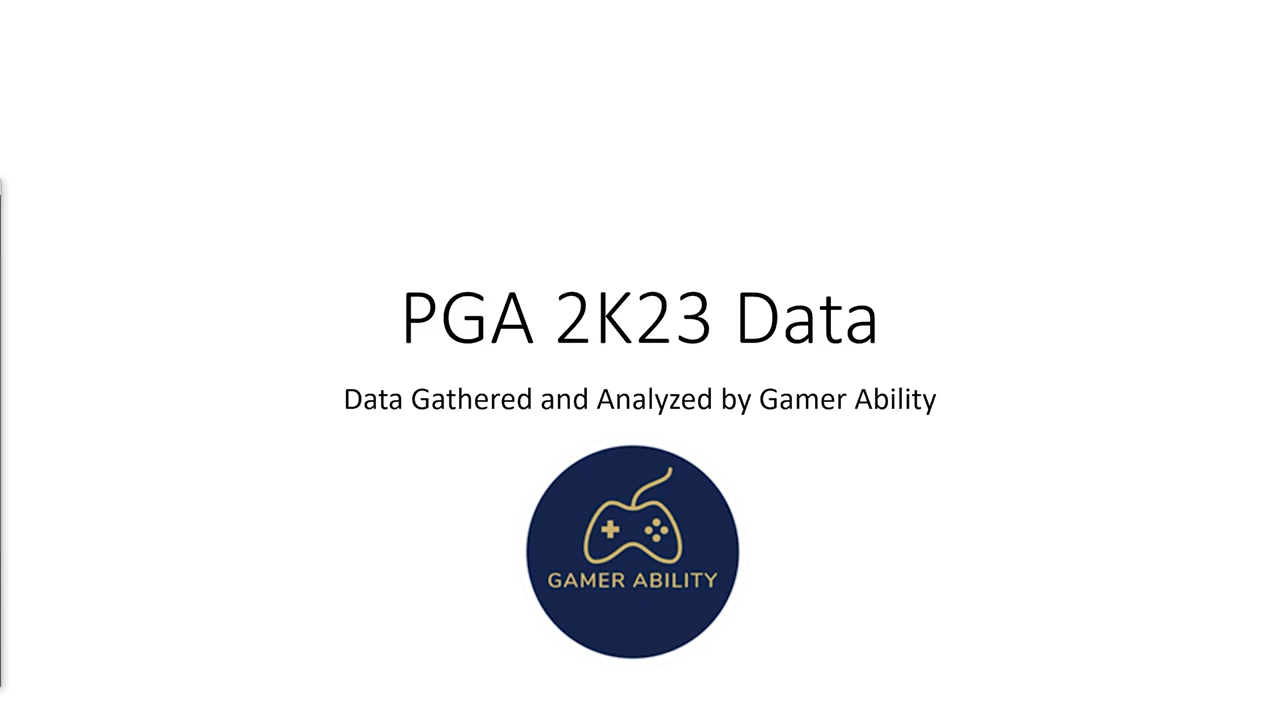 PGA 2K23 Data
Data Gathered and Analyzed by Gamer Ability
GAMER ABILITY